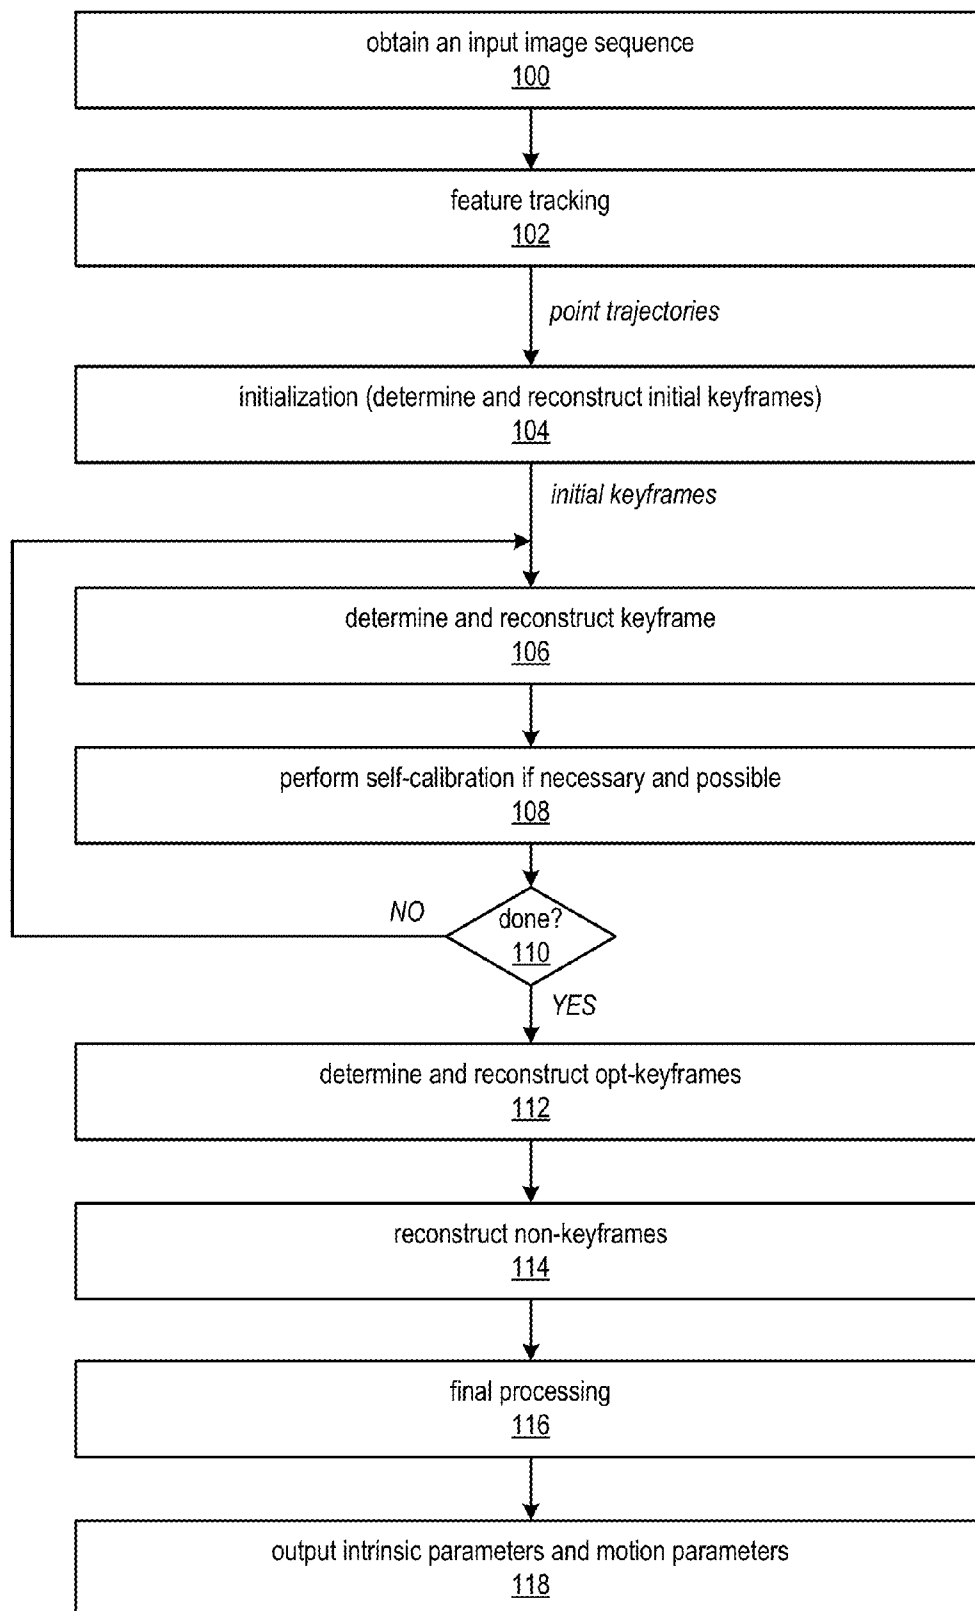 obtain an input image sequence
100
feature tracking
102
point trajectories
initialization (determine and reconstruct initial keyframes)
104
initial keyframes
determine and reconstruct keyframe
106
perform self-calibration if necessary and possible
108
NO
done?
110
YES
determine and reconstruct opt-keyframes
112
reconstruct non-keyframes
114
final processing
116
output intrinsic parameters and motion parameters
118